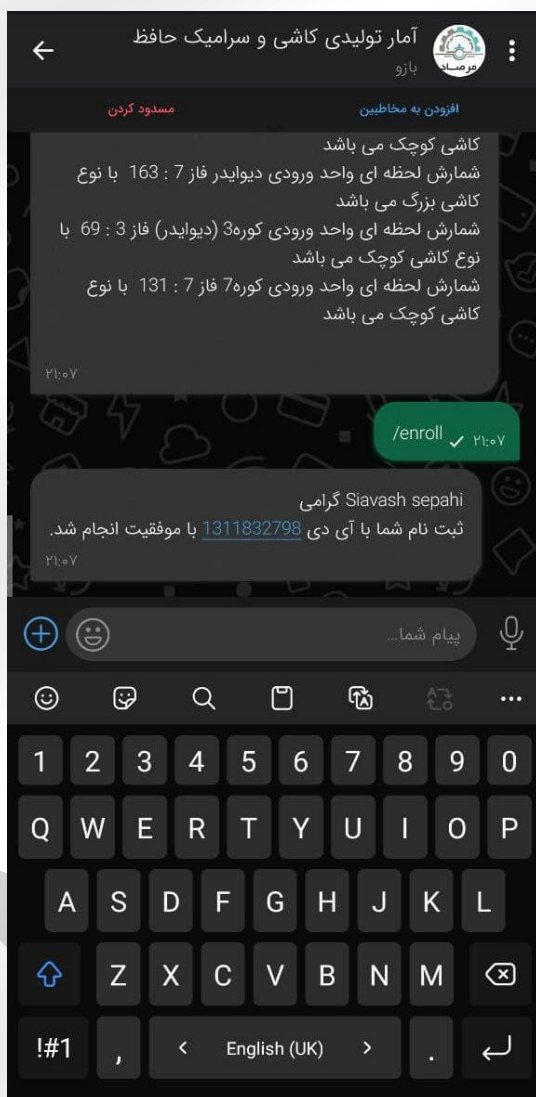 آمار تولیدی کاشی و سرامیک حافظ
بازو
مرصاد
افزودن به مخاطبین
مسدود کردن
کاشی کوچک می باشد
شمارش لحظه ای واحد ورودی دیوایدر فاز 7 : 163 با نوع
کاشی بزرگ می باشد
شمارش لحظه ای واحد ورودی کوره3 (دیوایدر) فاز 3 : 69 با
نوع کاشی کوچک می باشد
شمارش لحظه ای واحد ورودی کوره7 فاز 7 : 131 با نوع
کاشی کوچک می باشد
۲۱:۰۷
/enroll
۲۱:۰۷
Siavash sepahi گرامی
ثبت نام شما با آی دی 1311832798 با موفقیت انجام شد.
۲۱:۰۷
پیام شما...
1 2 3 4 5 6 7 8 9 0
Q W E R T Y U I O P
A S D F G H J K L
Z X C V B N M
!#1 , < English (UK) > .